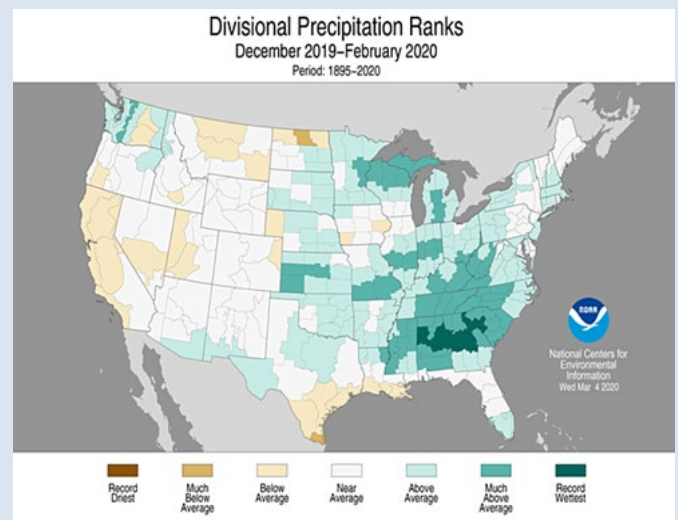 Divisional Precipitation Ranks
December 2019–February 2020
Period: 1895–2020
NOAA
National Centers for
Environmental
Information
Wed Mar 4 2020
Record
Driest
Much
Below
Average
Below
Average
Near
Average
Above
Average
Much
Above
Average
Record
Wettest